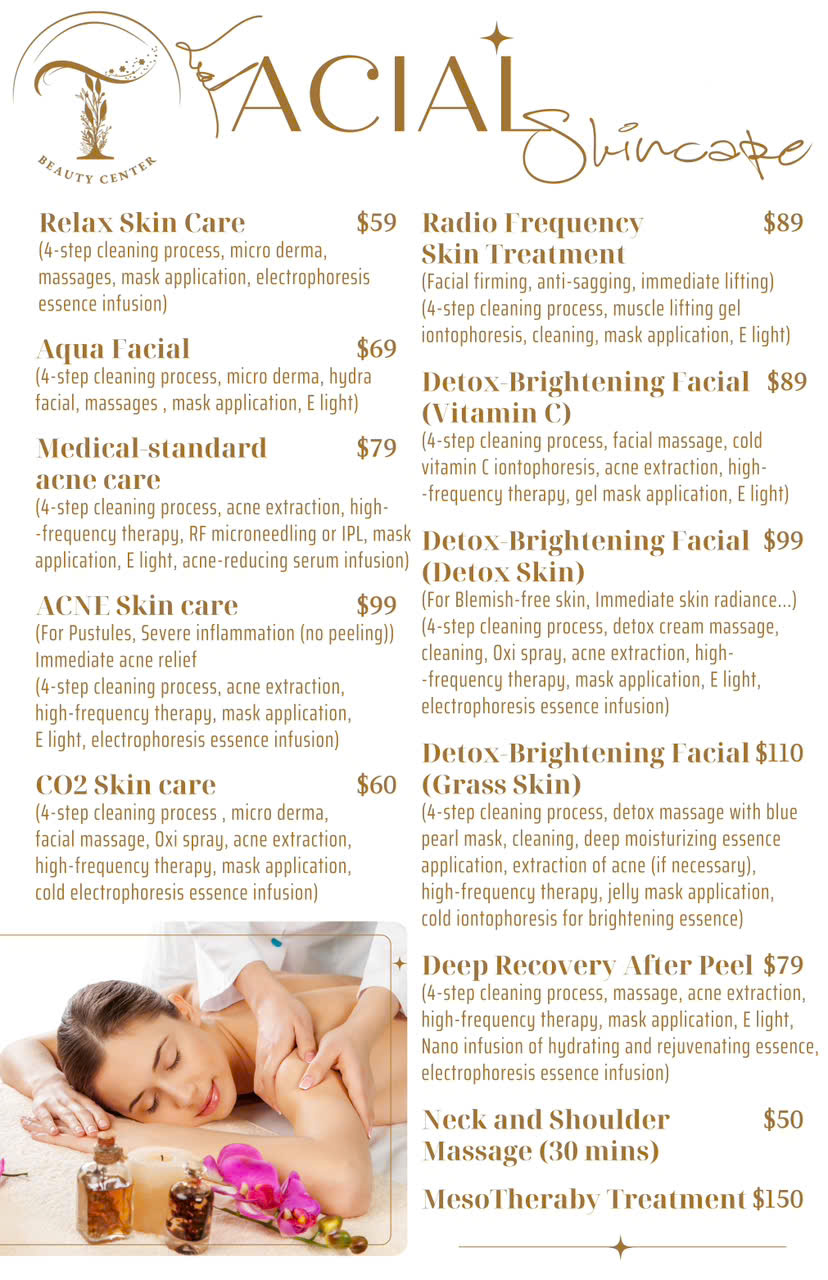 BEAUTY CENTER
FACIAL
Skincare
Relax Skin Care $59
(4-step cleaning process, micro derma,
massages, mask application, electrophoresis
essence infusion)
Aqua Facial $69
(4-step cleaning process, micro derma, hydra
facial, massages , mask application, E light)
Medical-standard $79
acne care
(4-step cleaning process, acne extraction, high-
-frequency therapy, RF microneedling or IPL, mask
application, E light, acne-reducing serum infusion)
ACNE Skin care $99
(For Pustules, Severe inflammation (no peeling))
Immediate acne relief
(4-step cleaning process, acne extraction,
high-frequency therapy, mask application,
E light, electrophoresis essence infusion)
CO2 Skin care $60
(4-step cleaning process , micro derma,
facial massage, Oxi spray, acne extraction,
high-frequency therapy, mask application,
cold electrophoresis essence infusion)
Radio Frequency $89
Skin Treatment
(Facial firming, anti-sagging, immediate lifting)
(4-step cleaning process, muscle lifting gel
iontophoresis, cleaning, mask application, E light)
Detox-Brightening Facial $89
(Vitamin C)
(4-step cleaning process, facial massage, cold
vitamin C iontophoresis, acne extraction, high-
-frequency therapy, gel mask application, E light)
Detox-Brightening Facial $99
(Detox Skin)
(For Blemish-free skin, Immediate skin radiance...)
(4-step cleaning process, detox cream massage,
cleaning, Oxi spray, acne extraction, high-
-frequency therapy, mask application, E light,
electrophoresis essence infusion)
Detox-Brightening Facial $110
(Grass Skin)
(4-step cleaning process, detox massage with blue
pearl mask, cleaning, deep moisturizing essence
application, extraction of acne (if necessary),
high-frequency therapy, jelly mask application,
cold iontophoresis for brightening essence)
Deep Recovery After Peel $79
(4-step cleaning process, massage, acne extraction,
high-frequency therapy, mask application, E light,
Nano infusion of hydrating and rejuvenating essence,
electrophoresis essence infusion)
Neck and Shoulder $50
Massage (30 mins)
MesoTheraby Treatment $150